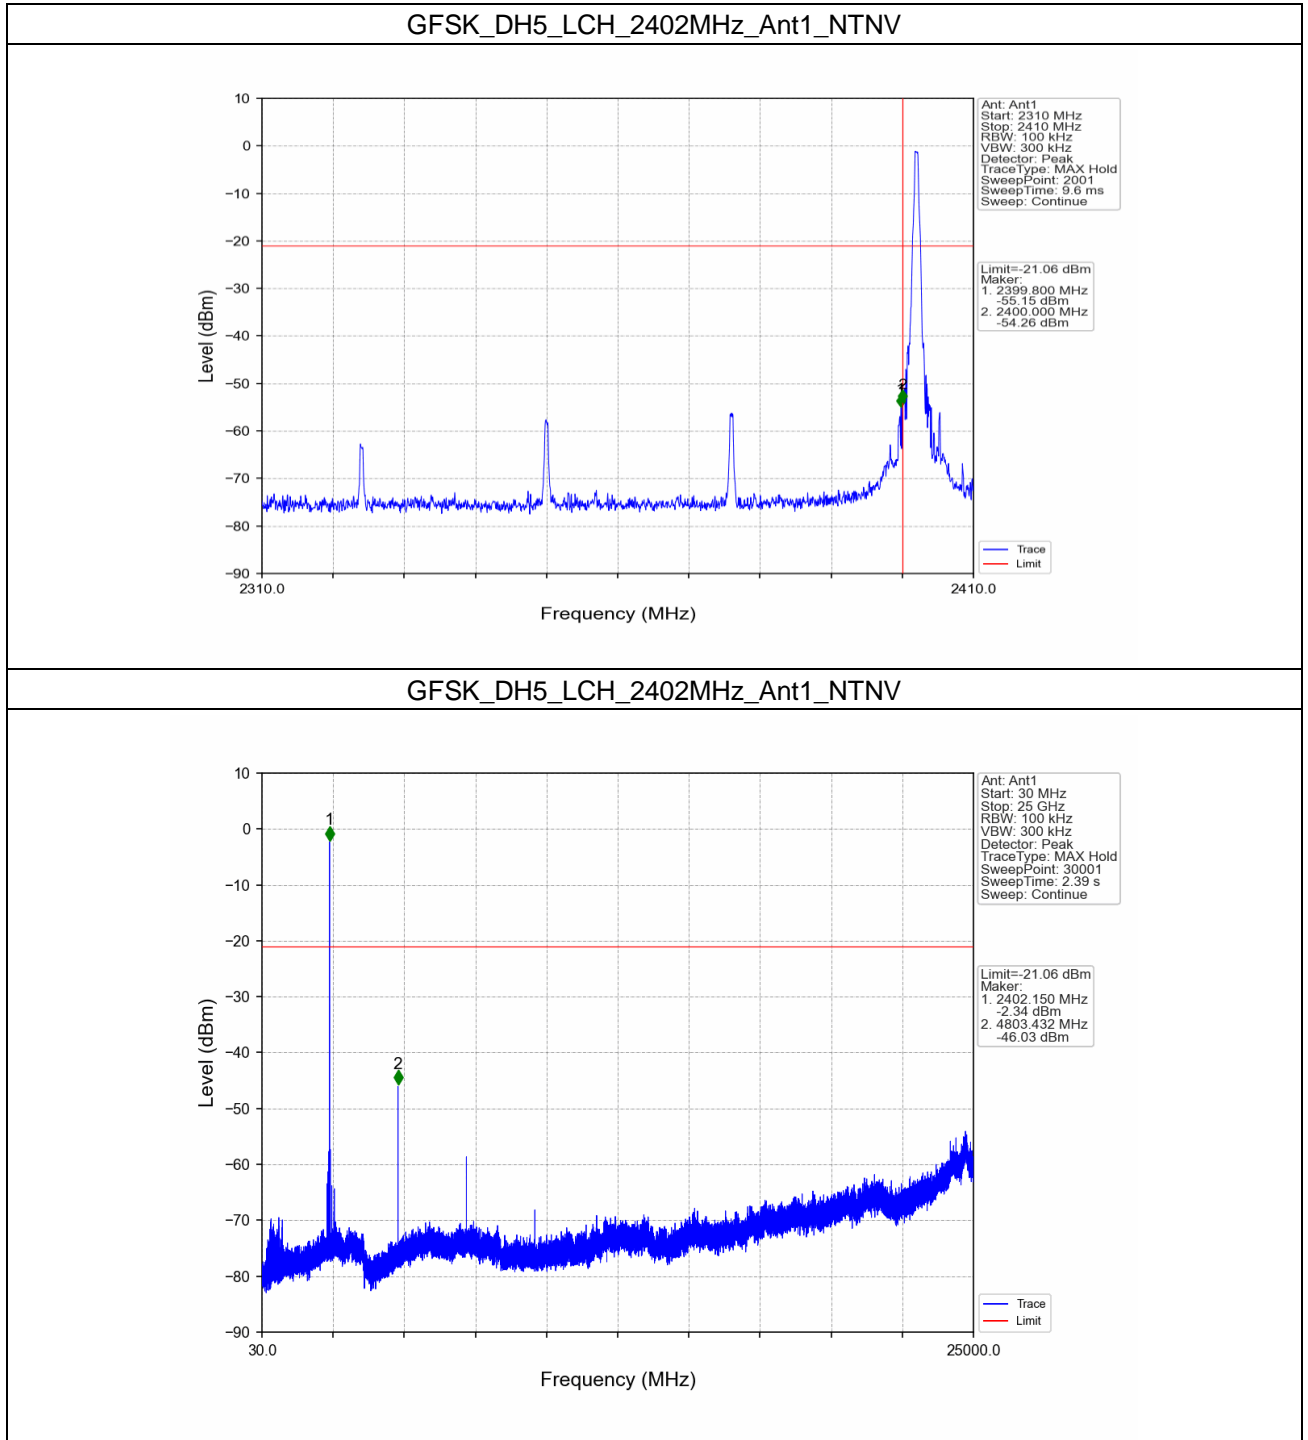 GFSK_DH5_LCH_2402MHz_Ant1_NTNV
10
0
−10
−20
−30
−40
−50
−60
−70
−80
−90
Level (dBm)
2310.0
2410.0
Frequency (MHz)
2
Ant: Ant1
Start: 2310 MHz
Stop: 2410 MHz
RBW: 100 kHz
VBW: 300 kHz
Detector: Peak
TraceType: MAX Hold
SweepPoint: 2001
SweepTime: 9.6 ms
Sweep: Continue
Limit=-21.06 dBm
Maker:
1. 2399.800 MHz
-55.15 dBm
2. 2400.000 MHz
-54.26 dBm
Trace
Limit
GFSK_DH5_LCH_2402MHz_Ant1_NTNV
10
0
−10
−20
−30
−40
−50
−60
−70
−80
−90
Level (dBm)
30.0
25000.0
Frequency (MHz)
1
2
Ant: Ant1
Start: 30 MHz
Stop: 25 GHz
RBW: 100 kHz
VBW: 300 kHz
Detector: Peak
TraceType: MAX Hold
SweepPoint: 30001
SweepTime: 2.39 s
Sweep: Continue
Limit=-21.06 dBm
Maker:
1. 2402.150 MHz
-2.34 dBm
2. 4803.432 MHz
-46.03 dBm
Trace
Limit